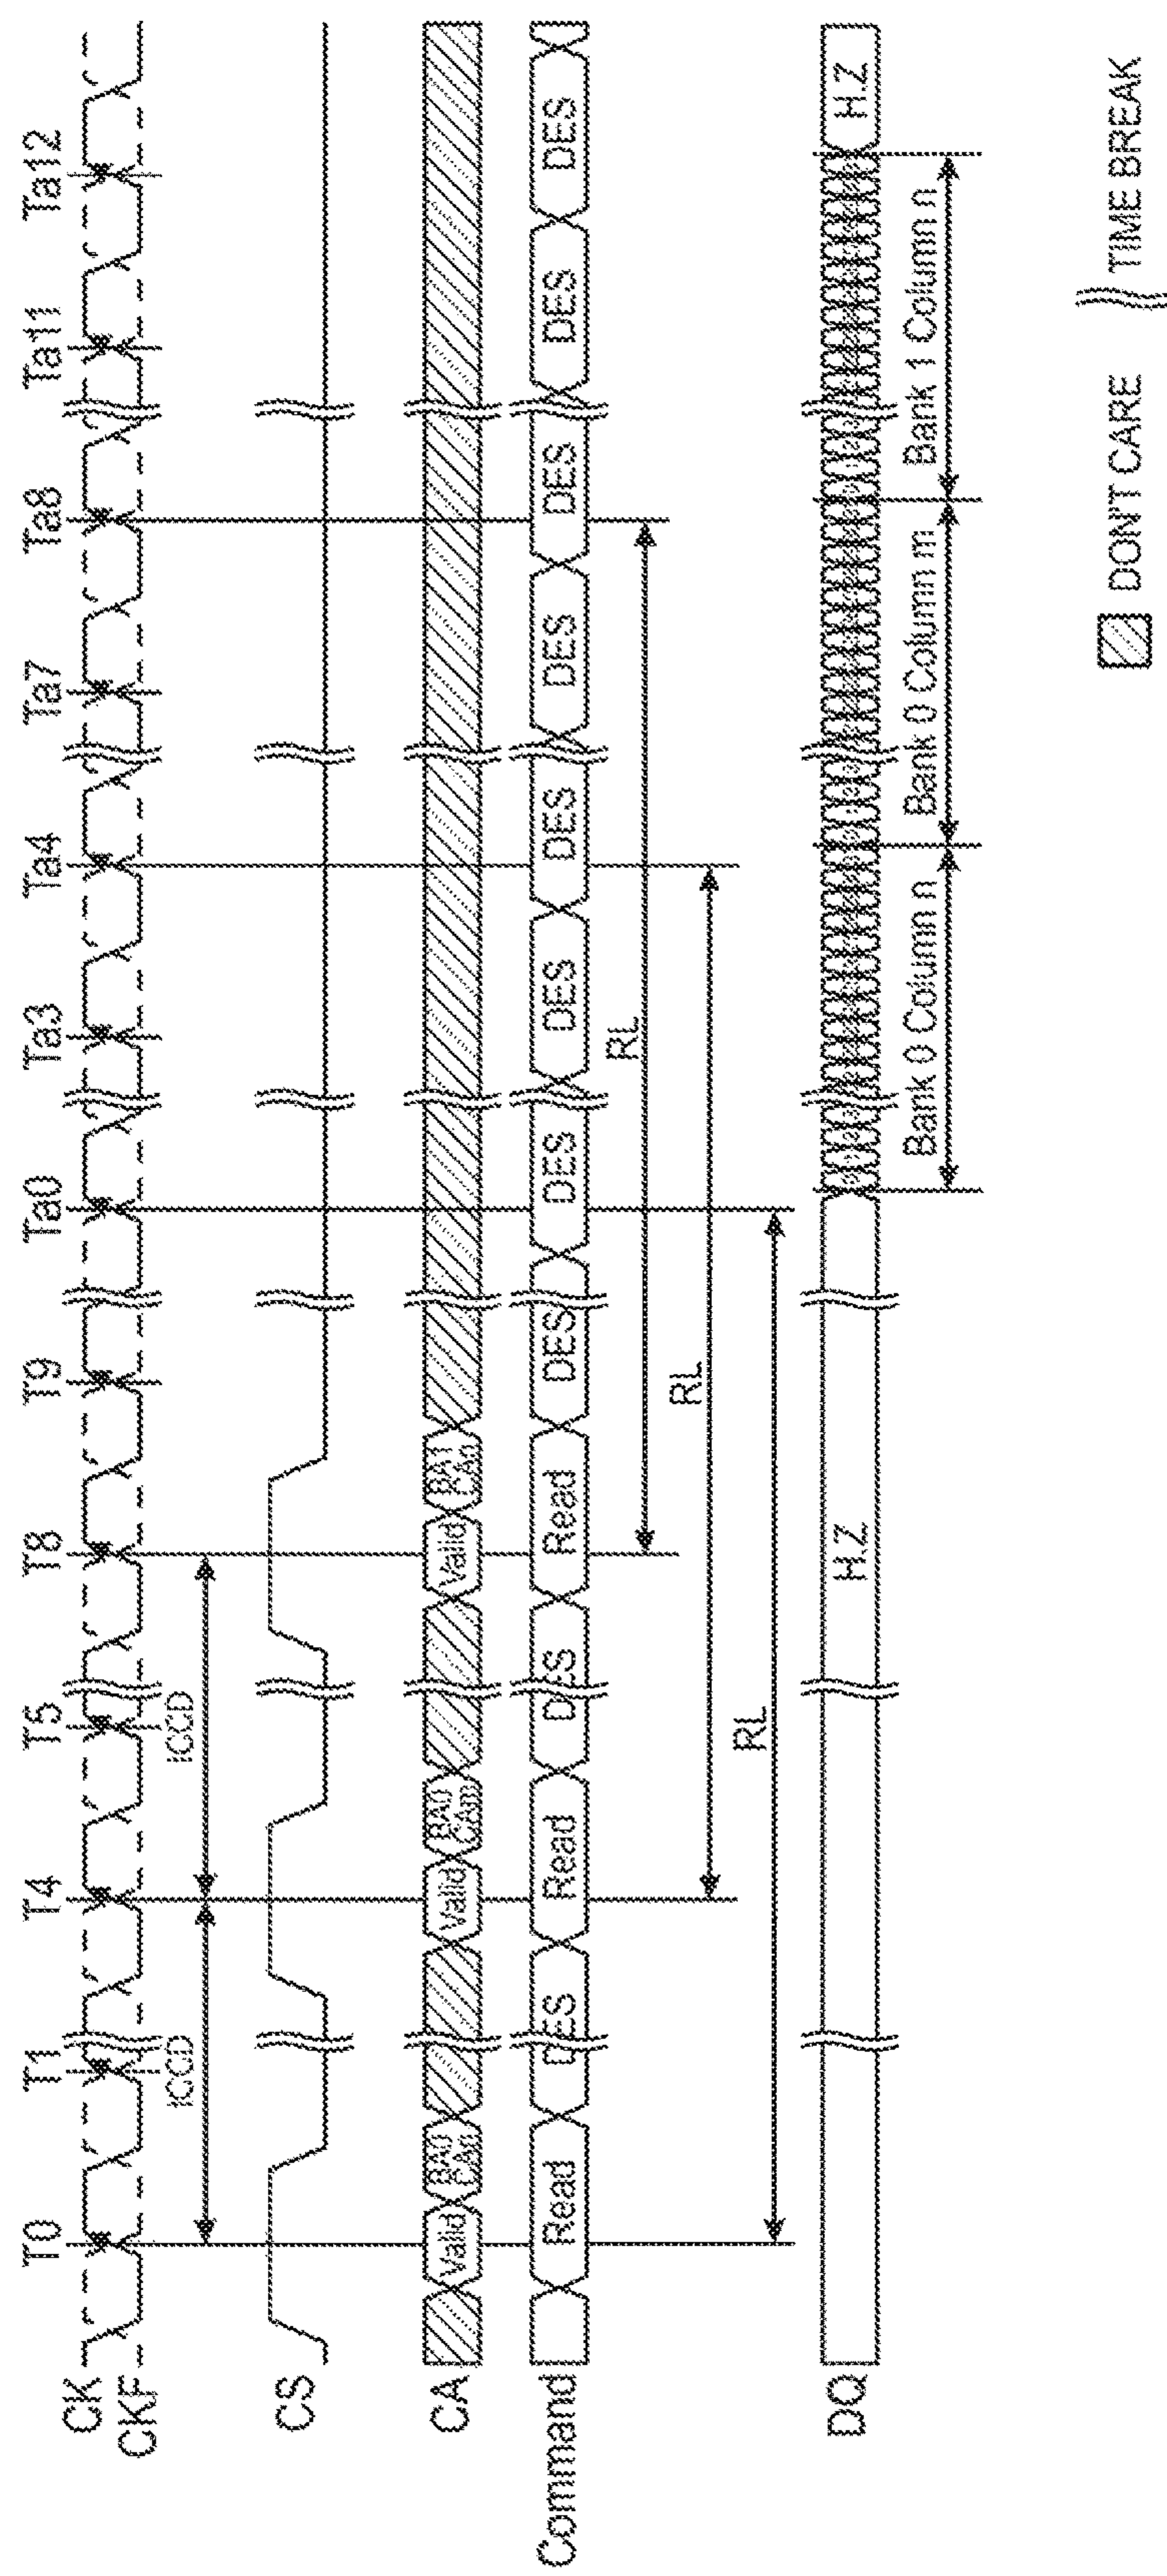 T0 T1 T4 T5 T8 T9 Ta0 Ta3 Ta4 Ta7 Ta8 Ta11 Ta12
CK
CKF
tCCD tCCD
CS
CA Valid BA0 CAn Valid BA0 CAm Valid BA1 CAn
Command Read DES Read DES Read DES DES DES DES DES DES DES DES
RL
RL
RL
DQ H.Z H.Z
Bank 0 Column n Bank 0 Column m Bank 1 Column n
DON'T CARE TIME BREAK